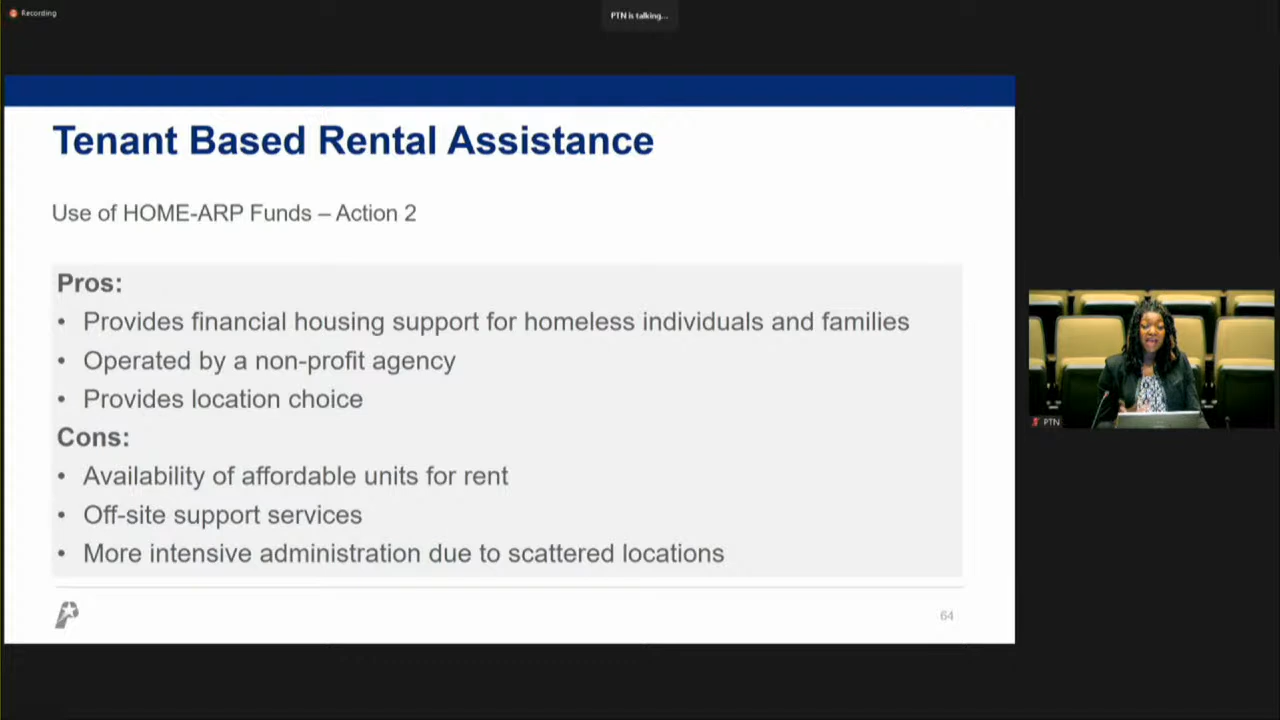 Recording
PTN is talking...
Tenant Based Rental Assistance
Use of HOME-ARP Funds – Action 2
Pros:
• Provides financial housing support for homeless individuals and families
• Operated by a non-profit agency
• Provides location choice
Cons:
• Availability of affordable units for rent
• Off-site support services
• More intensive administration due to scattered locations
64
PTN